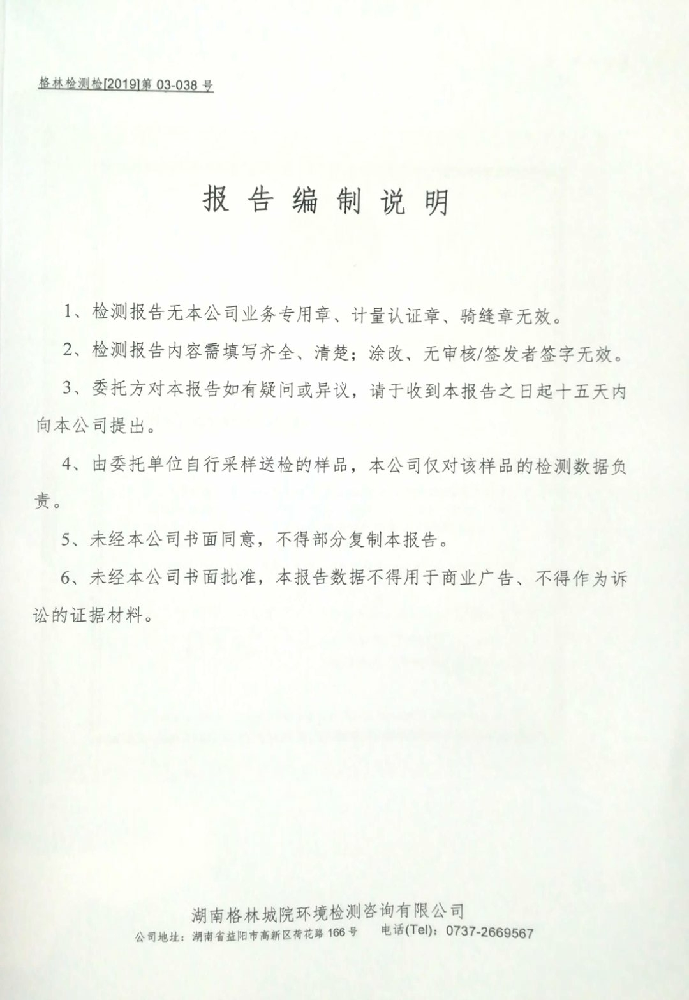 格林检测检[2019]第 03-038 号
报告编制说明
1、检测报告无本公司业务专用章、计量认证章、骑缝章无效。
2、检测报告内容需填写齐全、清楚；涂改、无审核/签发者签字无效。
3、委托方对本报告如有疑问或异议，请于收到本报告之日起十五天内
向本公司提出。
4、由委托单位自行采样送检的样品，本公司仅对该样品的检测数据负
责。
5、未经本公司书面同意，不得部分复制本报告。
6、未经本公司书面批准，本报告数据不得用于商业广告、不得作为诉
讼的证据材料。
湖南格林城院环境检测咨询有限公司
公司地址：湖南省益阳市高新区荷花路 166 号 电话(Tel)：0737-2669567